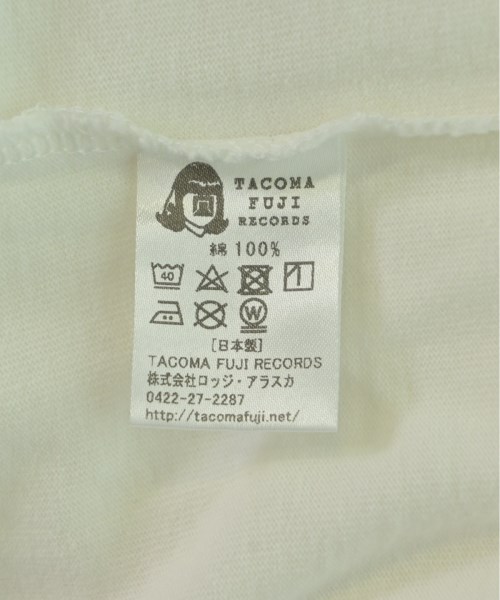 TACOMA
FUJI
RECORDS
綿 100%
40
W
[日本製]
TACOMA FUJI RECORDS
株式会社ロッジ・アラスカ
0422-27-2287
http://tacomafuji.net/